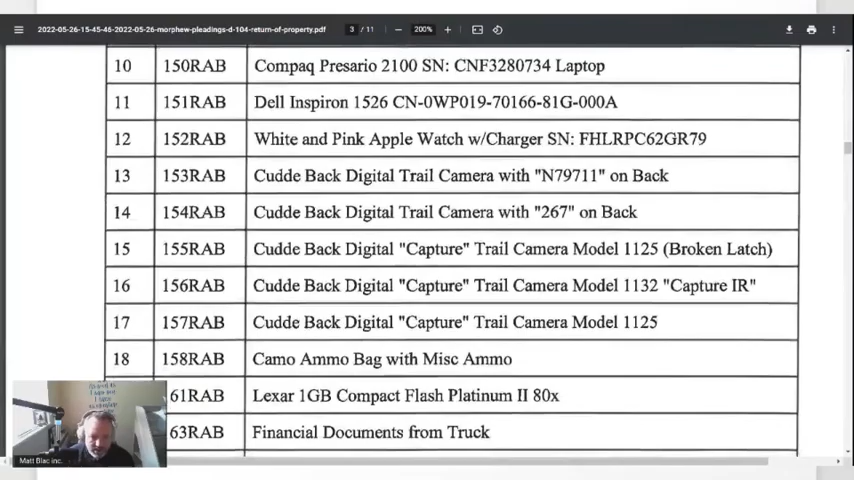 2022-05-26-15-45-46-2022-05-26-morphew-pleadings-d-104-return-of-property.pdf 3 / 11 200%
10 150RAB Compaq Presario 2100 SN: CNF3280734 Laptop
11 151RAB Dell Inspiron 1526 CN-0WP019-70166-81G-000A
12 152RAB White and Pink Apple Watch w/Charger SN: FHLRPC62GR79
13 153RAB Cudde Back Digital Trail Camera with "N79711" on Back
14 154RAB Cudde Back Digital Trail Camera with "267" on Back
15 155RAB Cudde Back Digital "Capture" Trail Camera Model 1125 (Broken Latch)
16 156RAB Cudde Back Digital "Capture" Trail Camera Model 1132 "Capture IR"
17 157RAB Cudde Back Digital "Capture" Trail Camera Model 1125
18 158RAB Camo Ammo Bag with Misc Ammo
61RAB Lexar 1GB Compact Flash Platinum II 80x
63RAB Financial Documents from Truck
Matt Blac inc.